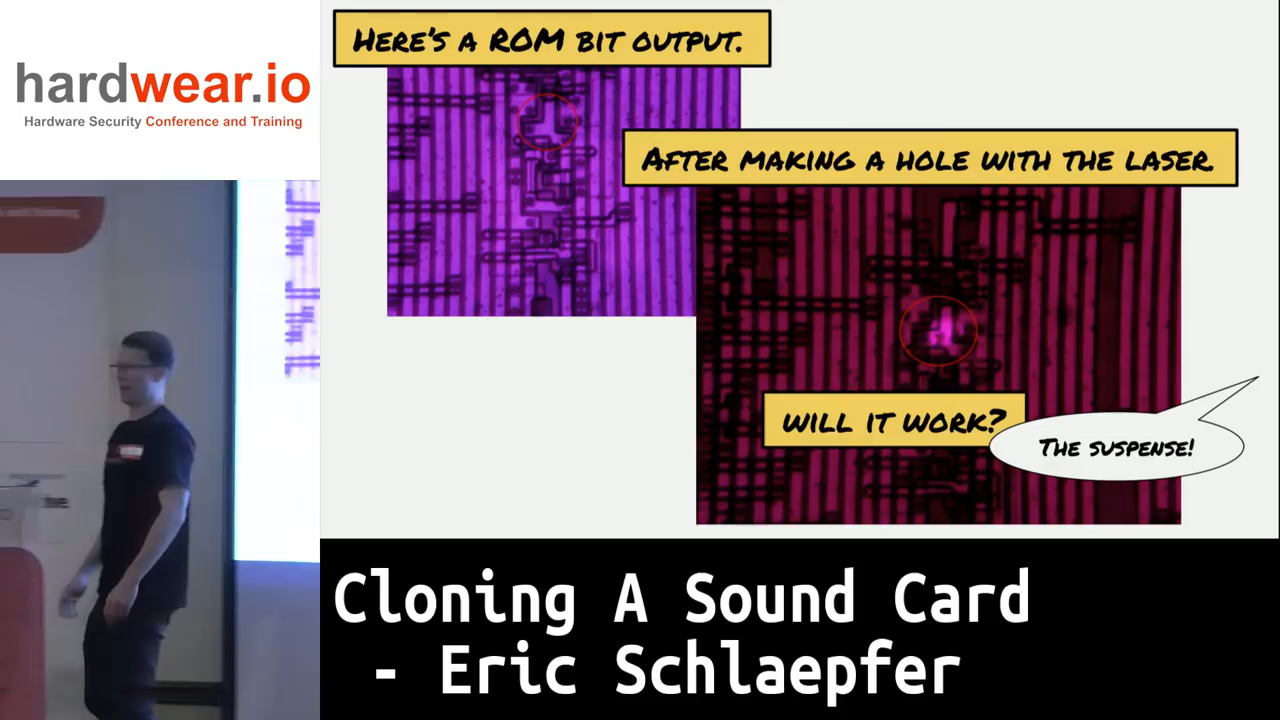 hardwear.io
Hardware Security Conference and Training
HERE'S A ROM BIT OUTPUT.
AFTER MAKING A HOLE WITH THE LASER.
WILL IT WORK?
THE SUSPENSE!
Cloning A Sound Card
- Eric Schlaepfer